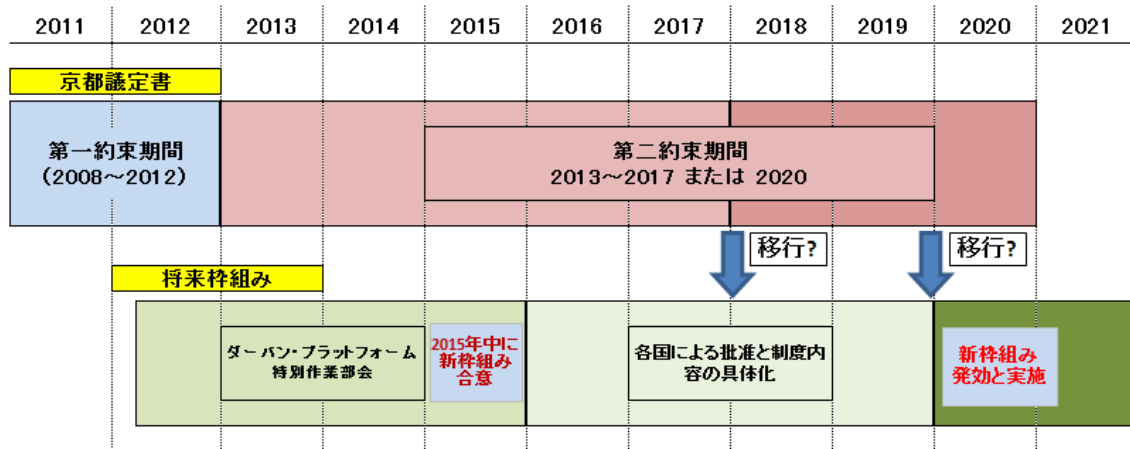 2011 2012 2013 2014 2015 2016 2017 2018 2019 2020 2021
京都議定書
第一約束期間
（2008～2012）
第二約束期間
2013～2017 または 2020
移行?
移行?
将来枠組み
ダーバン・プラットフォーム
特別作業部会
2015年中に
新枠組み
合意
各国による批准と制度内
容の具体化
新枠組み
発効と実施